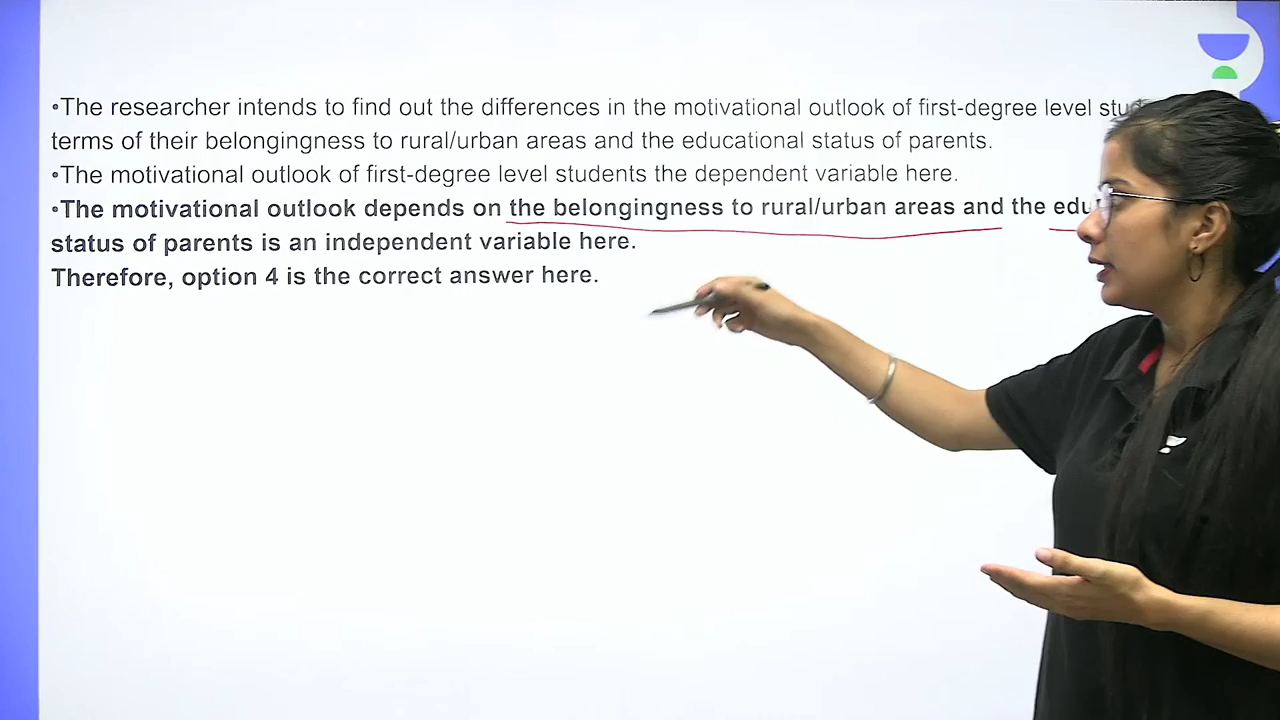 •The researcher intends to find out the differences in the motivational outlook of first-degree level
terms of their belongingness to rural/urban areas and the educational status of parents.
•The motivational outlook of first-degree level students the dependent variable here.
•The motivational outlook depends on the belongingness to rural/urban areas and the
status of parents is an independent variable here.
Therefore, option 4 is the correct answer here.